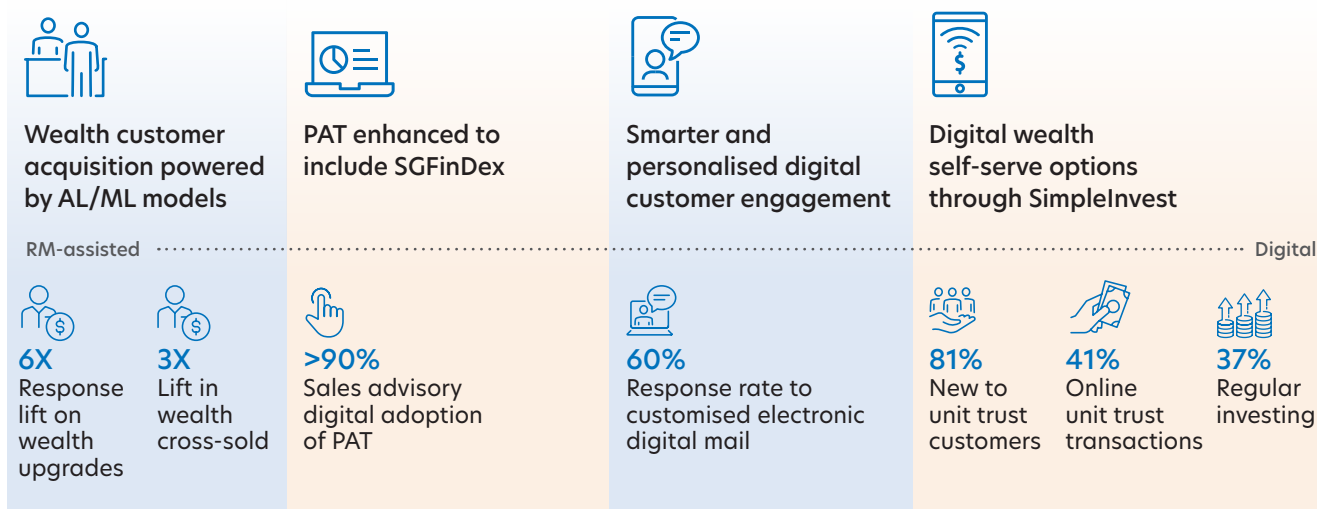 Wealth customer
acquisition powered
by AL/ML models
PAT enhanced to
include SGFinDex
Smarter and
personalised digital
customer engagement
Digital wealth
self-serve options
through SimpleInvest
RM-assisted
Digital
6X
Response
lift on
wealth
upgrades
3X
Lift in
wealth
cross-sold
>90%
Sales advisory
digital adoption
of PAT
60%
Response rate to
customised electronic
digital mail
81%
New to
unit trust
customers
41%
Online
unit trust
transactions
37%
Regular
investing